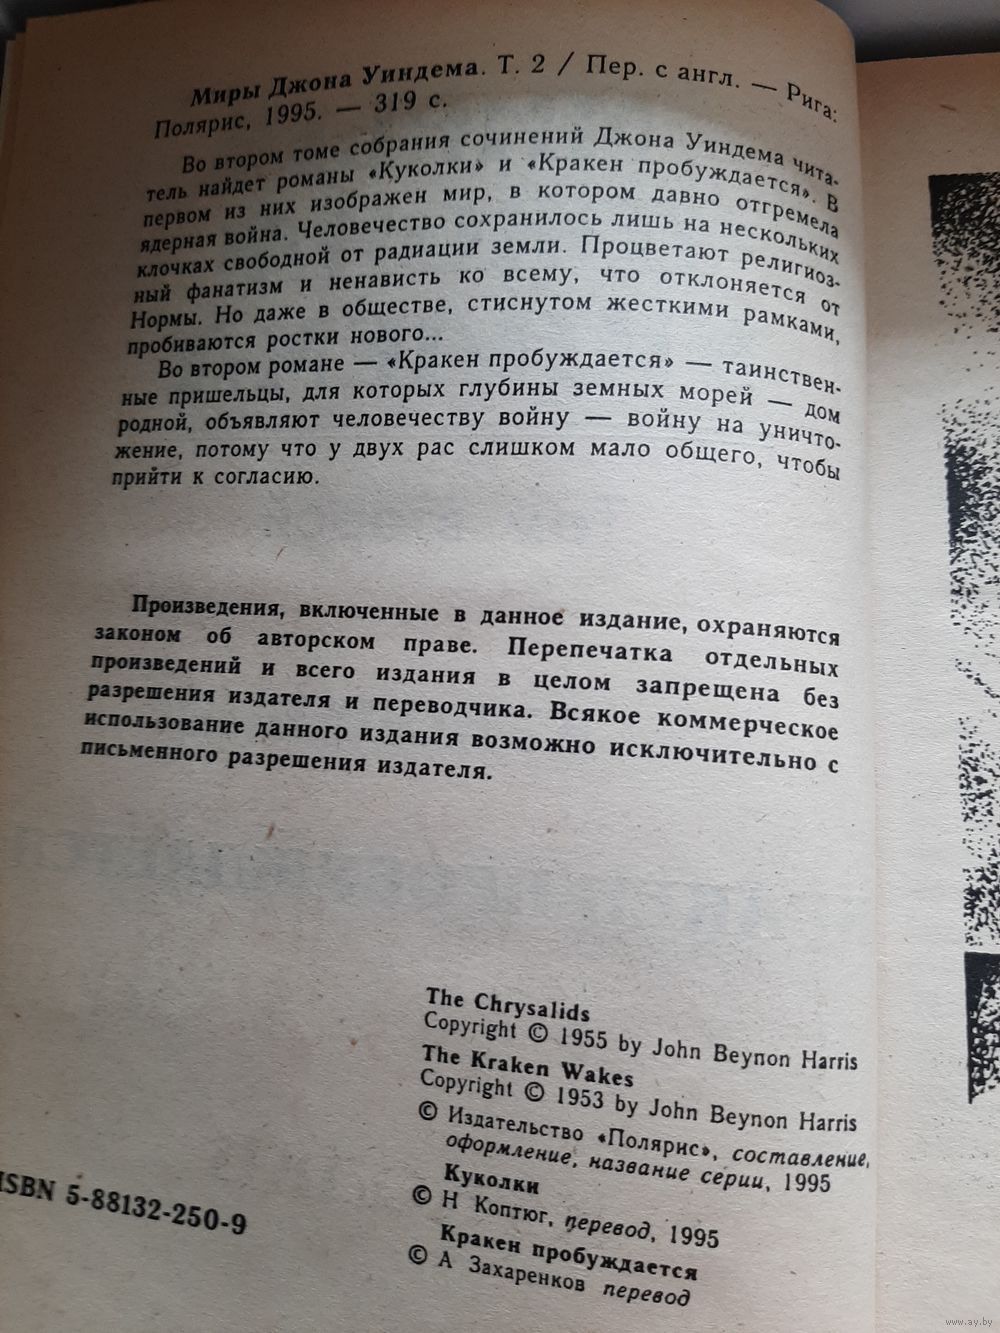 Миры Джона Уиндема. Т. 2 / Пер. с англ. — Рига:
Полярис, 1995. — 319 с.
Во втором томе собрания сочинений Джона Уиндема чита-
тель найдет романы «Куколки» и «Кракен пробуждается». В
первом из них изображен мир, в котором давно отгремела
ядерная война. Человечество сохранилось лишь на нескольких
клочках свободной от радиации земли. Процветают религиоз-
ный фанатизм и ненависть ко всему, что отклоняется от
Нормы. Но даже в обществе, стиснутом жесткими рамками,
пробиваются ростки нового...
Во втором романе — «Кракен пробуждается» — таинствен-
ные пришельцы, для которых глубины земных морей — дом
родной, объявляют человечеству войну — войну на уничто-
жение, потому что у двух рас слишком мало общего, чтобы
прийти к согласию.
Произведения, включенные в данное издание, охраняются
законом об авторском праве. Перепечатка отдельных
произведений и всего издания в целом запрещена без
разрешения издателя и переводчика. Всякое коммерческое
использование данного издания возможно исключительно с
письменного разрешения издателя.
The Chrysalids
Copyright © 1955 by John Beynon Harris
The Kraken Wakes
Copyright © 1953 by John Beynon Harris
© Издательство «Полярис», составление,
оформление, название серии, 1995
Куколки
© Н Коптюг, перевод, 1995
Кракен пробуждается
© А Захаренков перевод
ISBN 5-88132-250-9
www.ay.by